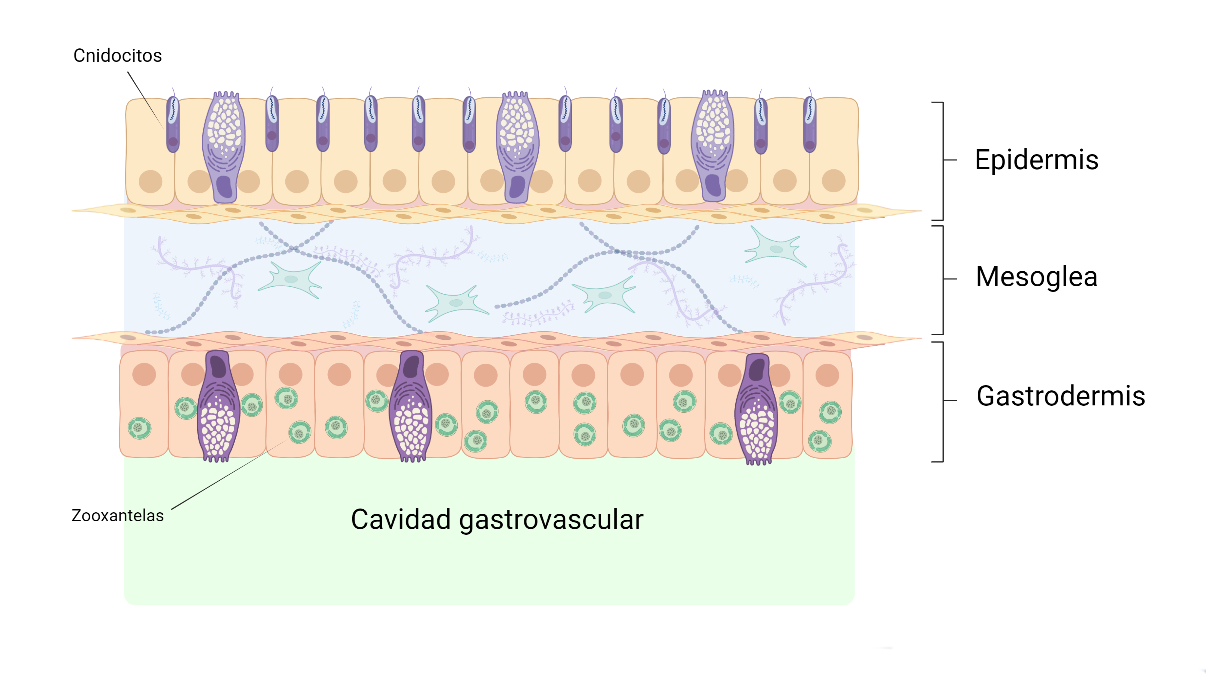 Cnidocitos
Epidermis
Mesoglea
Gastrodermis
Zooxantelas
Cavidad gastrovascular